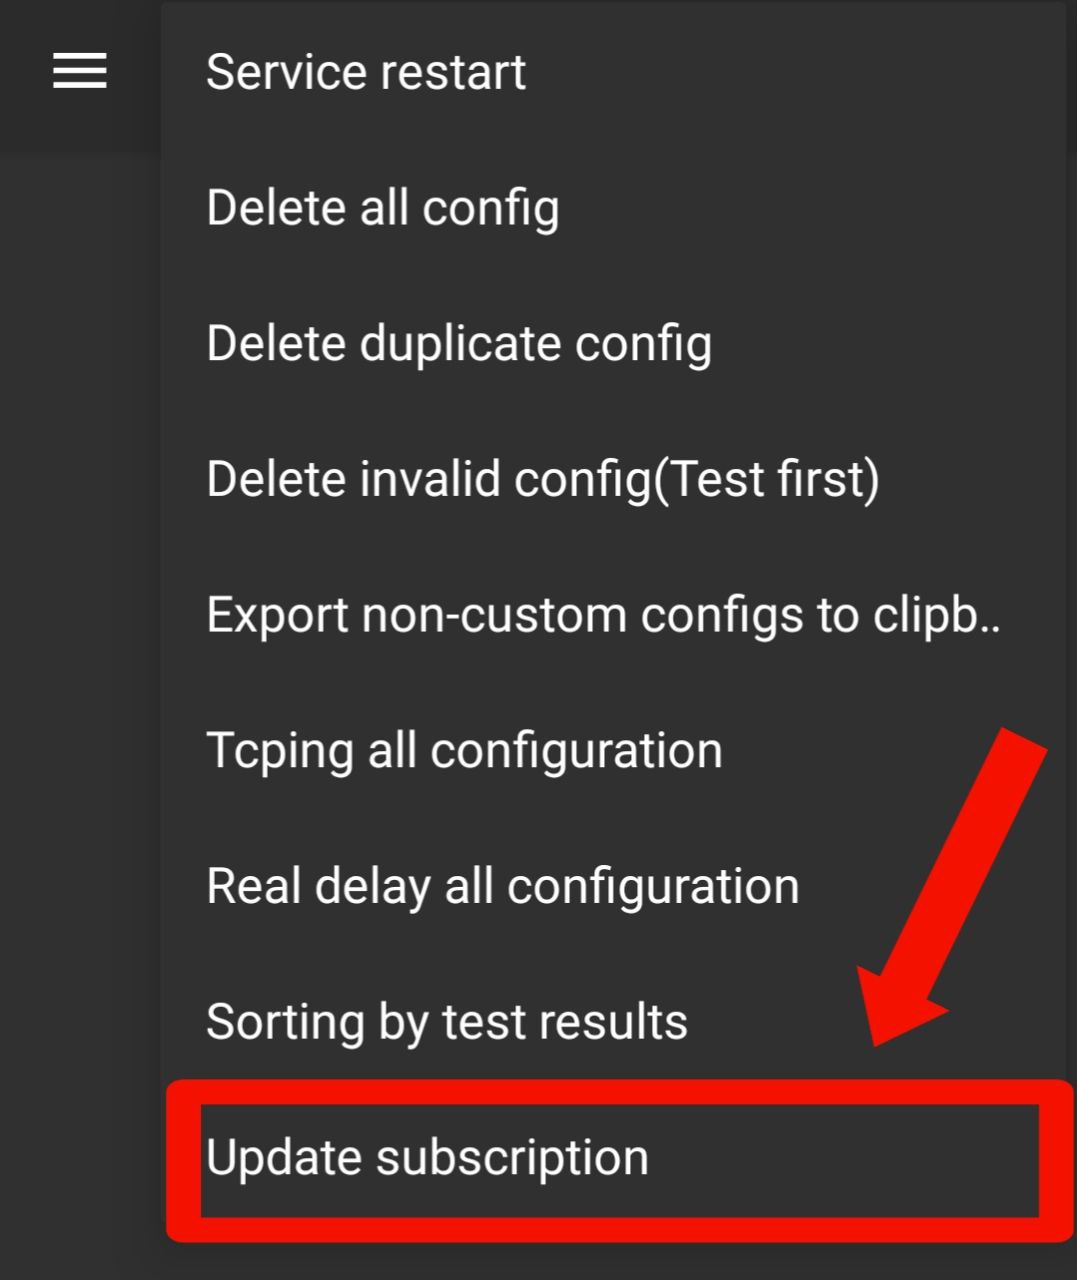 Service restart
Delete all config
Delete duplicate config
Delete invalid config(Test first)
Export non-custom configs to clipb..
Tcping all configuration
Real delay all configuration
Sorting by test results
Update subscription